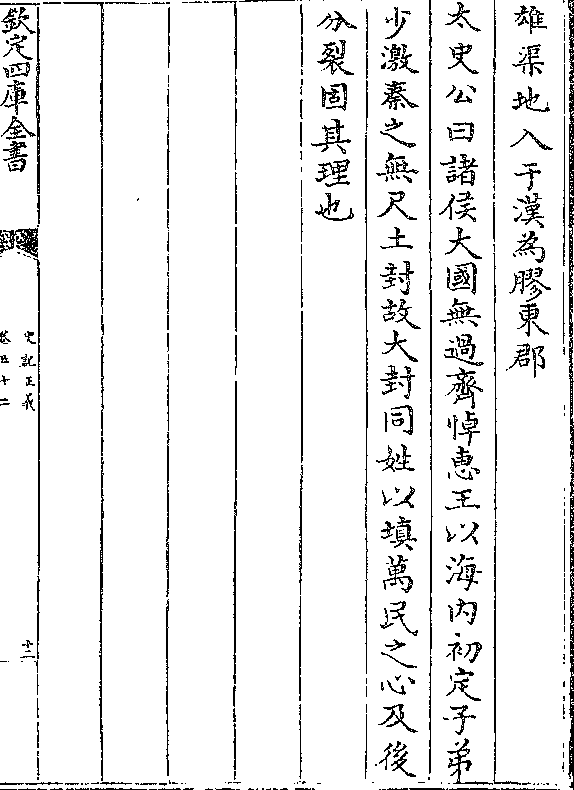 雄渠地入于漢為膠東郡
太史公曰諸侯大國無過齊悼惠王以海内初定子弟
少激秦之無尺土封故大封同姓以填萬民之心及後
分裂固其理也
欽定四庫全書
史記正義
卷五十二
十二